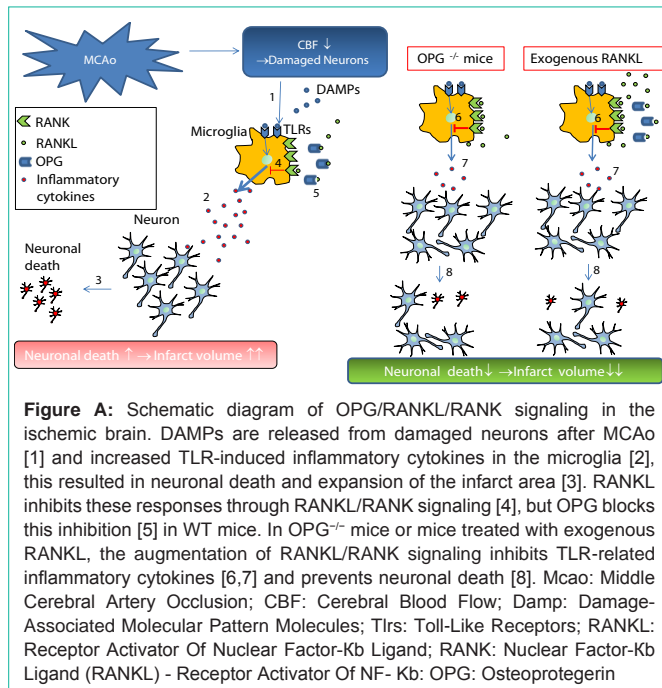 MCAo
CBF ↓
→Damaged Neurons
OPG -/- mice
Exogenous RANKL
1
DAMPs
RANK
RANKL
OPG
Inflammatory
cytokines
Microglia
TLRs
4
5
6
6
2
7
7
Neuron
Neuronal
death
3
8
8
Neuronal death ↑ → Infarct volume ↑↑
Neuronal death↓ →Infarct volume↓↓
Figure A: Schematic diagram of OPG/RANKL/RANK signaling in the
ischemic brain. DAMPs are released from damaged neurons after MCAo
[1] and increased TLR-induced inflammatory cytokines in the microglia [2],
this resulted in neuronal death and expansion of the infarct area [3]. RANKL
inhibits these responses through RANKL/RANK signaling [4], but OPG blocks
this inhibition [5] in WT mice. In OPG−/− mice or mice treated with exogenous
RANKL, the augmentation of RANKL/RANK signaling inhibits TLR-related
inflammatory cytokines [6,7] and prevents neuronal death [8]. Mcao: Middle
Cerebral Artery Occlusion; CBF: Cerebral Blood Flow; Damp: Damage-
Associated Molecular Pattern Molecules; Tlrs: Toll-Like Receptors; RANKL:
Receptor Activator Of Nuclear Factor-Kb Ligand; RANK: Nuclear Factor-Kb
Ligand (RANKL) - Receptor Activator Of NF- Kb: OPG: Osteoprotegerin